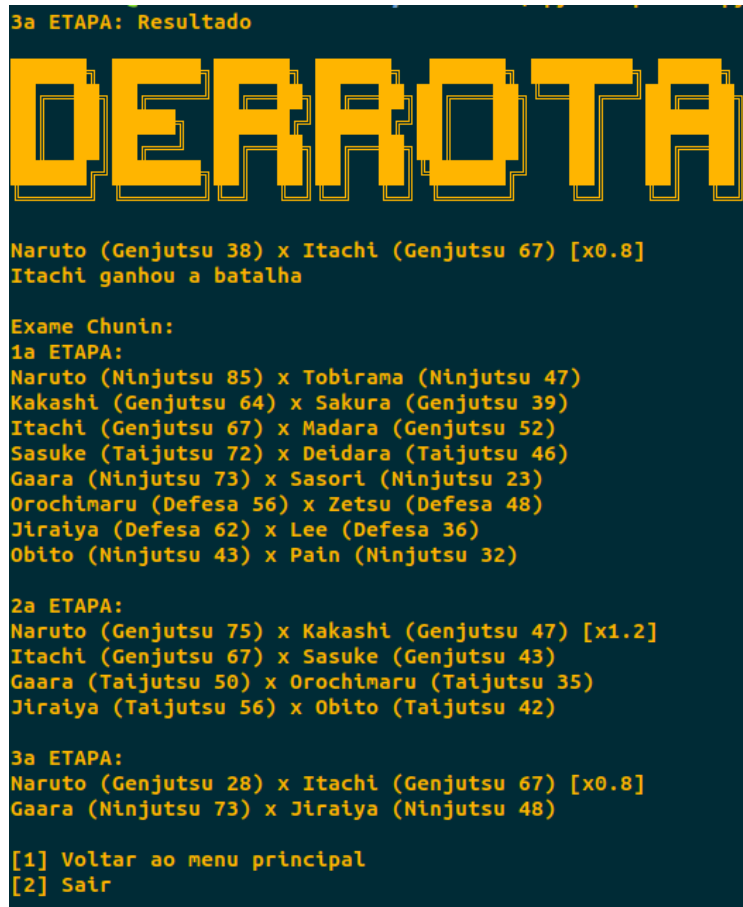 3a ETAPA: Resultado
DERROTA
Naruto (Genjutsu 38) x Itachi (Genjutsu 67) [x0.8]
Itachi ganhou a batalha
Exame Chunin:
1a ETAPA:
Naruto (Ninjutsu 85) x Tobirama (Ninjutsu 47)
Kakashi (Genjutsu 64) x Sakura (Genjutsu 39)
Itachi (Genjutsu 67) x Madara (Genjutsu 52)
Sasuke (Taijutsu 72) x Deidara (Taijutsu 46)
Gaara (Ninjutsu 73) x Sasori (Ninjutsu 23)
Orochimaru (Defesa 56) x Zetsu (Defesa 48)
Jiraiya (Defesa 62) x Lee (Defesa 36)
Obito (Ninjutsu 43) x Pain (Ninjutsu 32)
2a ETAPA:
Naruto (Genjutsu 75) x Kakashi (Genjutsu 47) [x1.2]
Itachi (Genjutsu 67) x Sasuke (Genjutsu 43)
Gaara (Taijutsu 50) x Orochimaru (Taijutsu 35)
Jiraiya (Taijutsu 56) x Obito (Taijutsu 42)
3a ETAPA:
Naruto (Genjutsu 28) x Itachi (Genjutsu 67) [x0.8]
Gaara (Ninjutsu 73) x Jiraiya (Ninjutsu 48)
[1] Voltar ao menu principal
[2] Sair